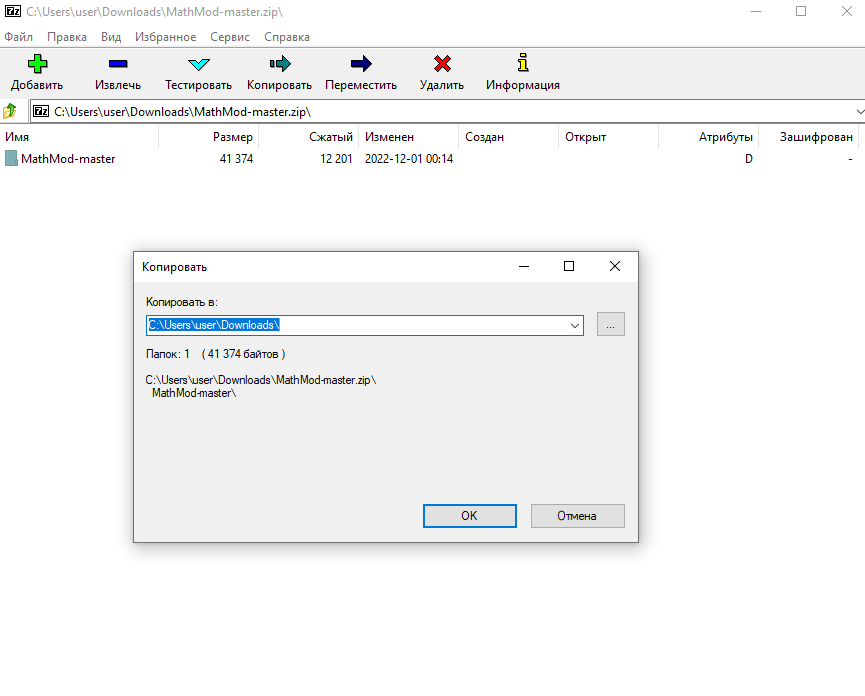 7z C:\Users\user\Downloads\MathMod-master.zip\
Файл Правка Вид Избранное Сервис Справка
Добавить Извлечь Тестировать Копировать Переместить Удалить Информация
7z C:\Users\user\Downloads\MathMod-master.zip\
Имя Размер Сжатый Изменен Создан Открыт Атрибуты Зашифрован
MathMod-master 41 374 12 201 2022-12-01 00:14 D -
Копировать
Копировать в:
C:\Users\user\Downloads\ ...
Папок: 1 ( 41 374 байтов )
C:\Users\user\Downloads\MathMod-master.zip\
MathMod-master\
OK Отмена